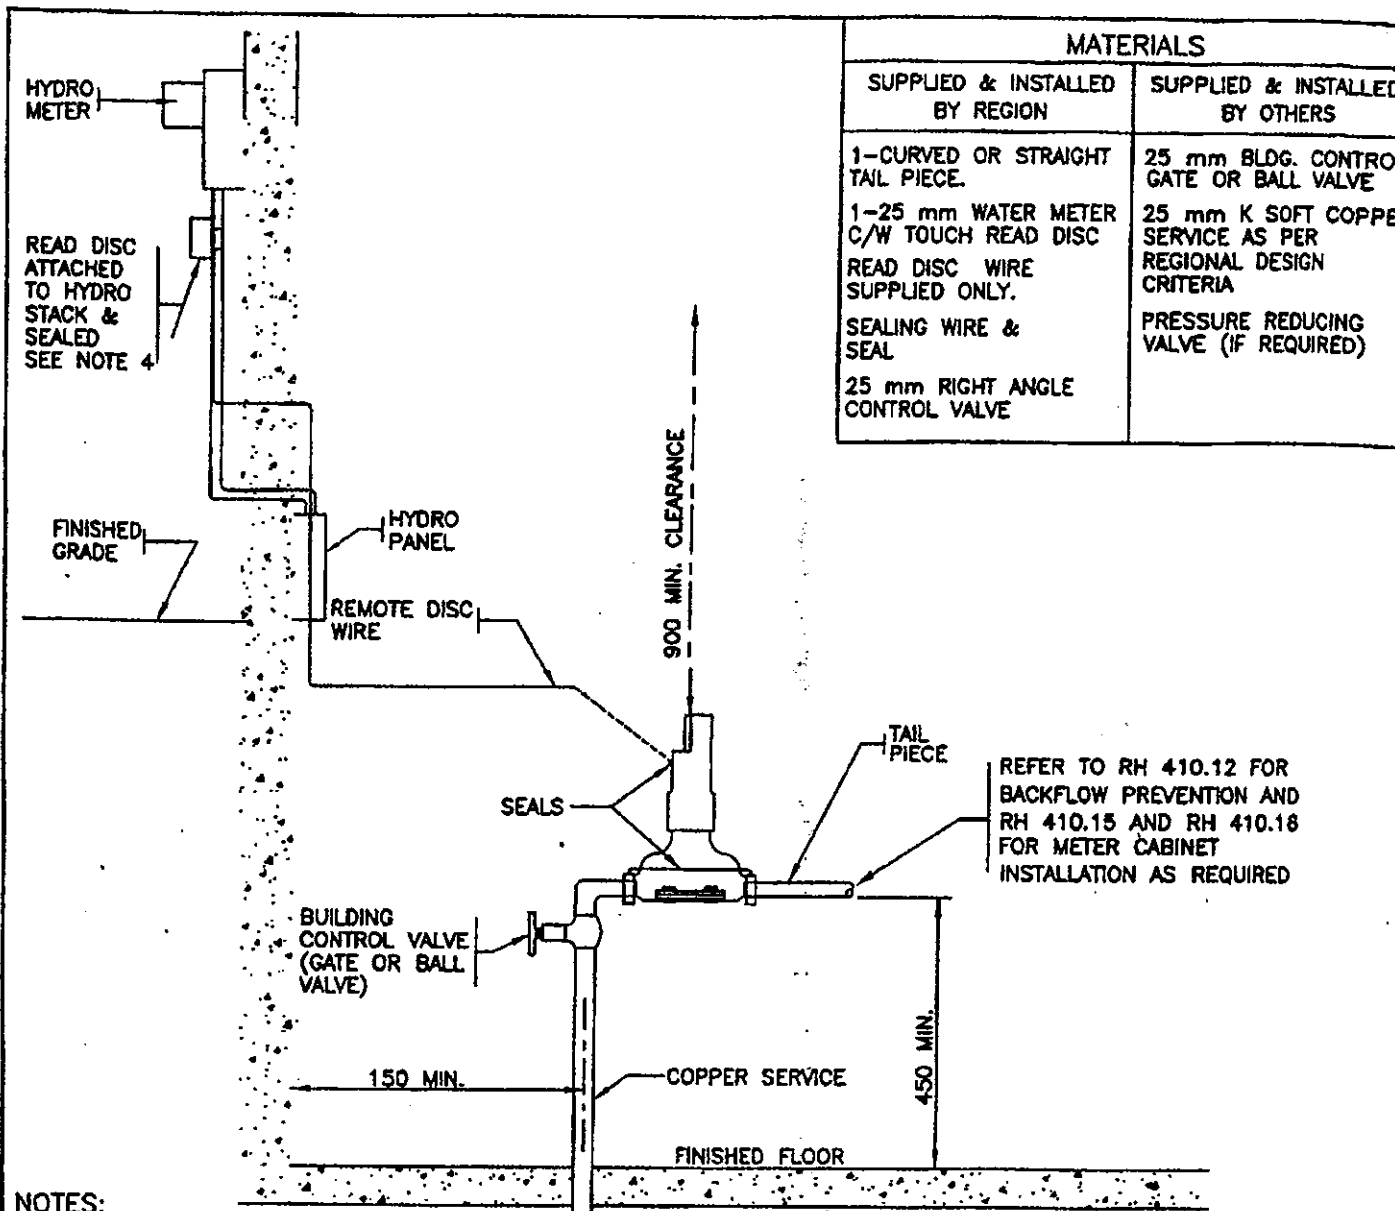 MATERIALS
SUPPLIED & INSTALLED
BY REGION
SUPPLIED & INSTALLED
BY OTHERS
1-CURVED OR STRAIGHT
TAIL PIECE.
1-25 mm WATER METER
C/W TOUCH READ DISC
READ DISC WIRE
SUPPLIED ONLY.
SEALING WIRE &
SEAL
25 mm RIGHT ANGLE
CONTROL VALVE
25 mm BLDG. CONTRO
GATE OR BALL VALVE
25 mm K SOFT COPPE
SERVICE AS PER
REGIONAL DESIGN
CRITERIA
PRESSURE REDUCING
VALVE (IF REQUIRED)
HYDRO
METER
READ DISC
ATTACHED
TO HYDRO
STACK &
SEALED
SEE NOTE 4
FINISHED
GRADE
HYDRO
PANEL
REMOTE DISC
WIRE
900 MIN. CLEARANCE
SEALS
TAIL
PIECE
REFER TO RH 410.12 FOR
BACKFLOW PREVENTION AND
RH 410.15 AND RH 410.18
FOR METER CABINET
INSTALLATION AS REQUIRED
BUILDING
CONTROL VALVE
(GATE OR BALL
VALVE)
150 MIN.
COPPER SERVICE
450 MIN.
FINISHED FLOOR
NOTES: